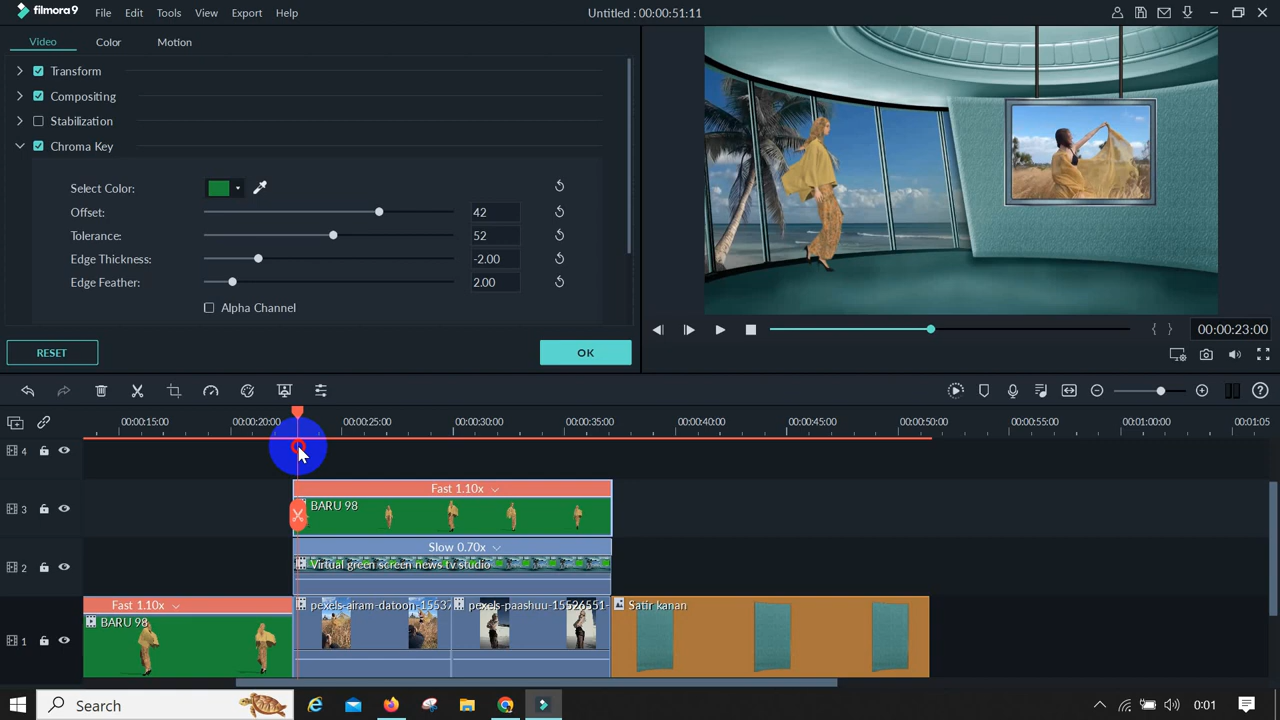 filmora9 File Edit Tools View Export Help Untitled : 00:00:51:11
Video Color Motion
Transform
Compositing
Stabilization
Chroma Key
Select Color:
Offset: 42
Tolerance: 52
Edge Thickness: -2.00
Edge Feather: 2.00
Alpha Channel
RESET OK
{ } 00:00:23:00
00:00:15:00 00:00:20:00 00:00:25:00 00:00:30:00 00:00:35:00 00:00:40:00 00:00:45:00 00:00:50:00 00:00:55:00 00:01:00:00 00:01:05
4
Fast 1.10x
3 BARU 98
Slow 0.70x
2 Virtual green screen news tv studio
Fast 1.10x pexels-airam-datoon-15537 pexels-paashuu-15526551- Satir kanan
BARU 98
1
Search 0:01